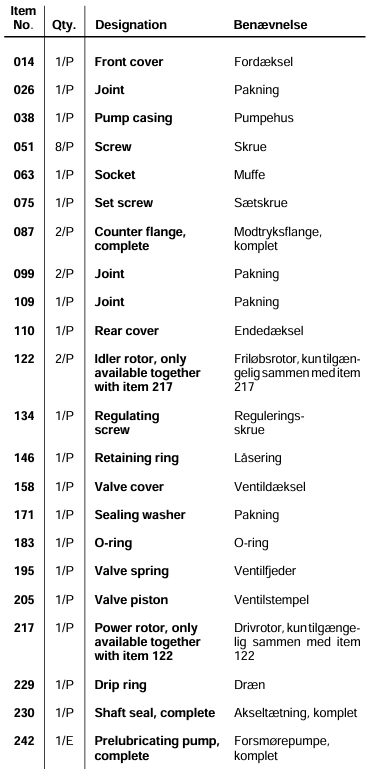 Item
No. Qty. Designation Benævnelse
014 1/P Front cover Fordæksel
026 1/P Joint Pakning
038 1/P Pump casing Pumpehus
051 8/P Screw Skrue
063 1/P Socket Muffe
075 1/P Set screw Sætskrue
087 2/P Counter flange, Modtryksflange,
complete komplet
099 2/P Joint Pakning
109 1/P Joint Pakning
110 1/P Rear cover Endedæksel
122 2/P Idler rotor, only Friløbsrotor, kun tilgæn-
available together gelig sammen med item
with item 217 217
134 1/P Regulating Regulerings-
screw skrue
146 1/P Retaining ring Låsering
158 1/P Valve cover Ventildæksel
171 1/P Sealing washer Pakning
183 1/P O-ring O-ring
195 1/P Valve spring Ventilfjeder
205 1/P Valve piston Ventilstempel
217 1/P Power rotor, only Drivrotor, kun tilgænge-
available together lig sammen med item
with item 122 122
229 1/P Drip ring Dræn
230 1/P Shaft seal, complete Akseltætning, komplet
242 1/E Prelubricating pump, Forsmørepumpe,
complete komplet